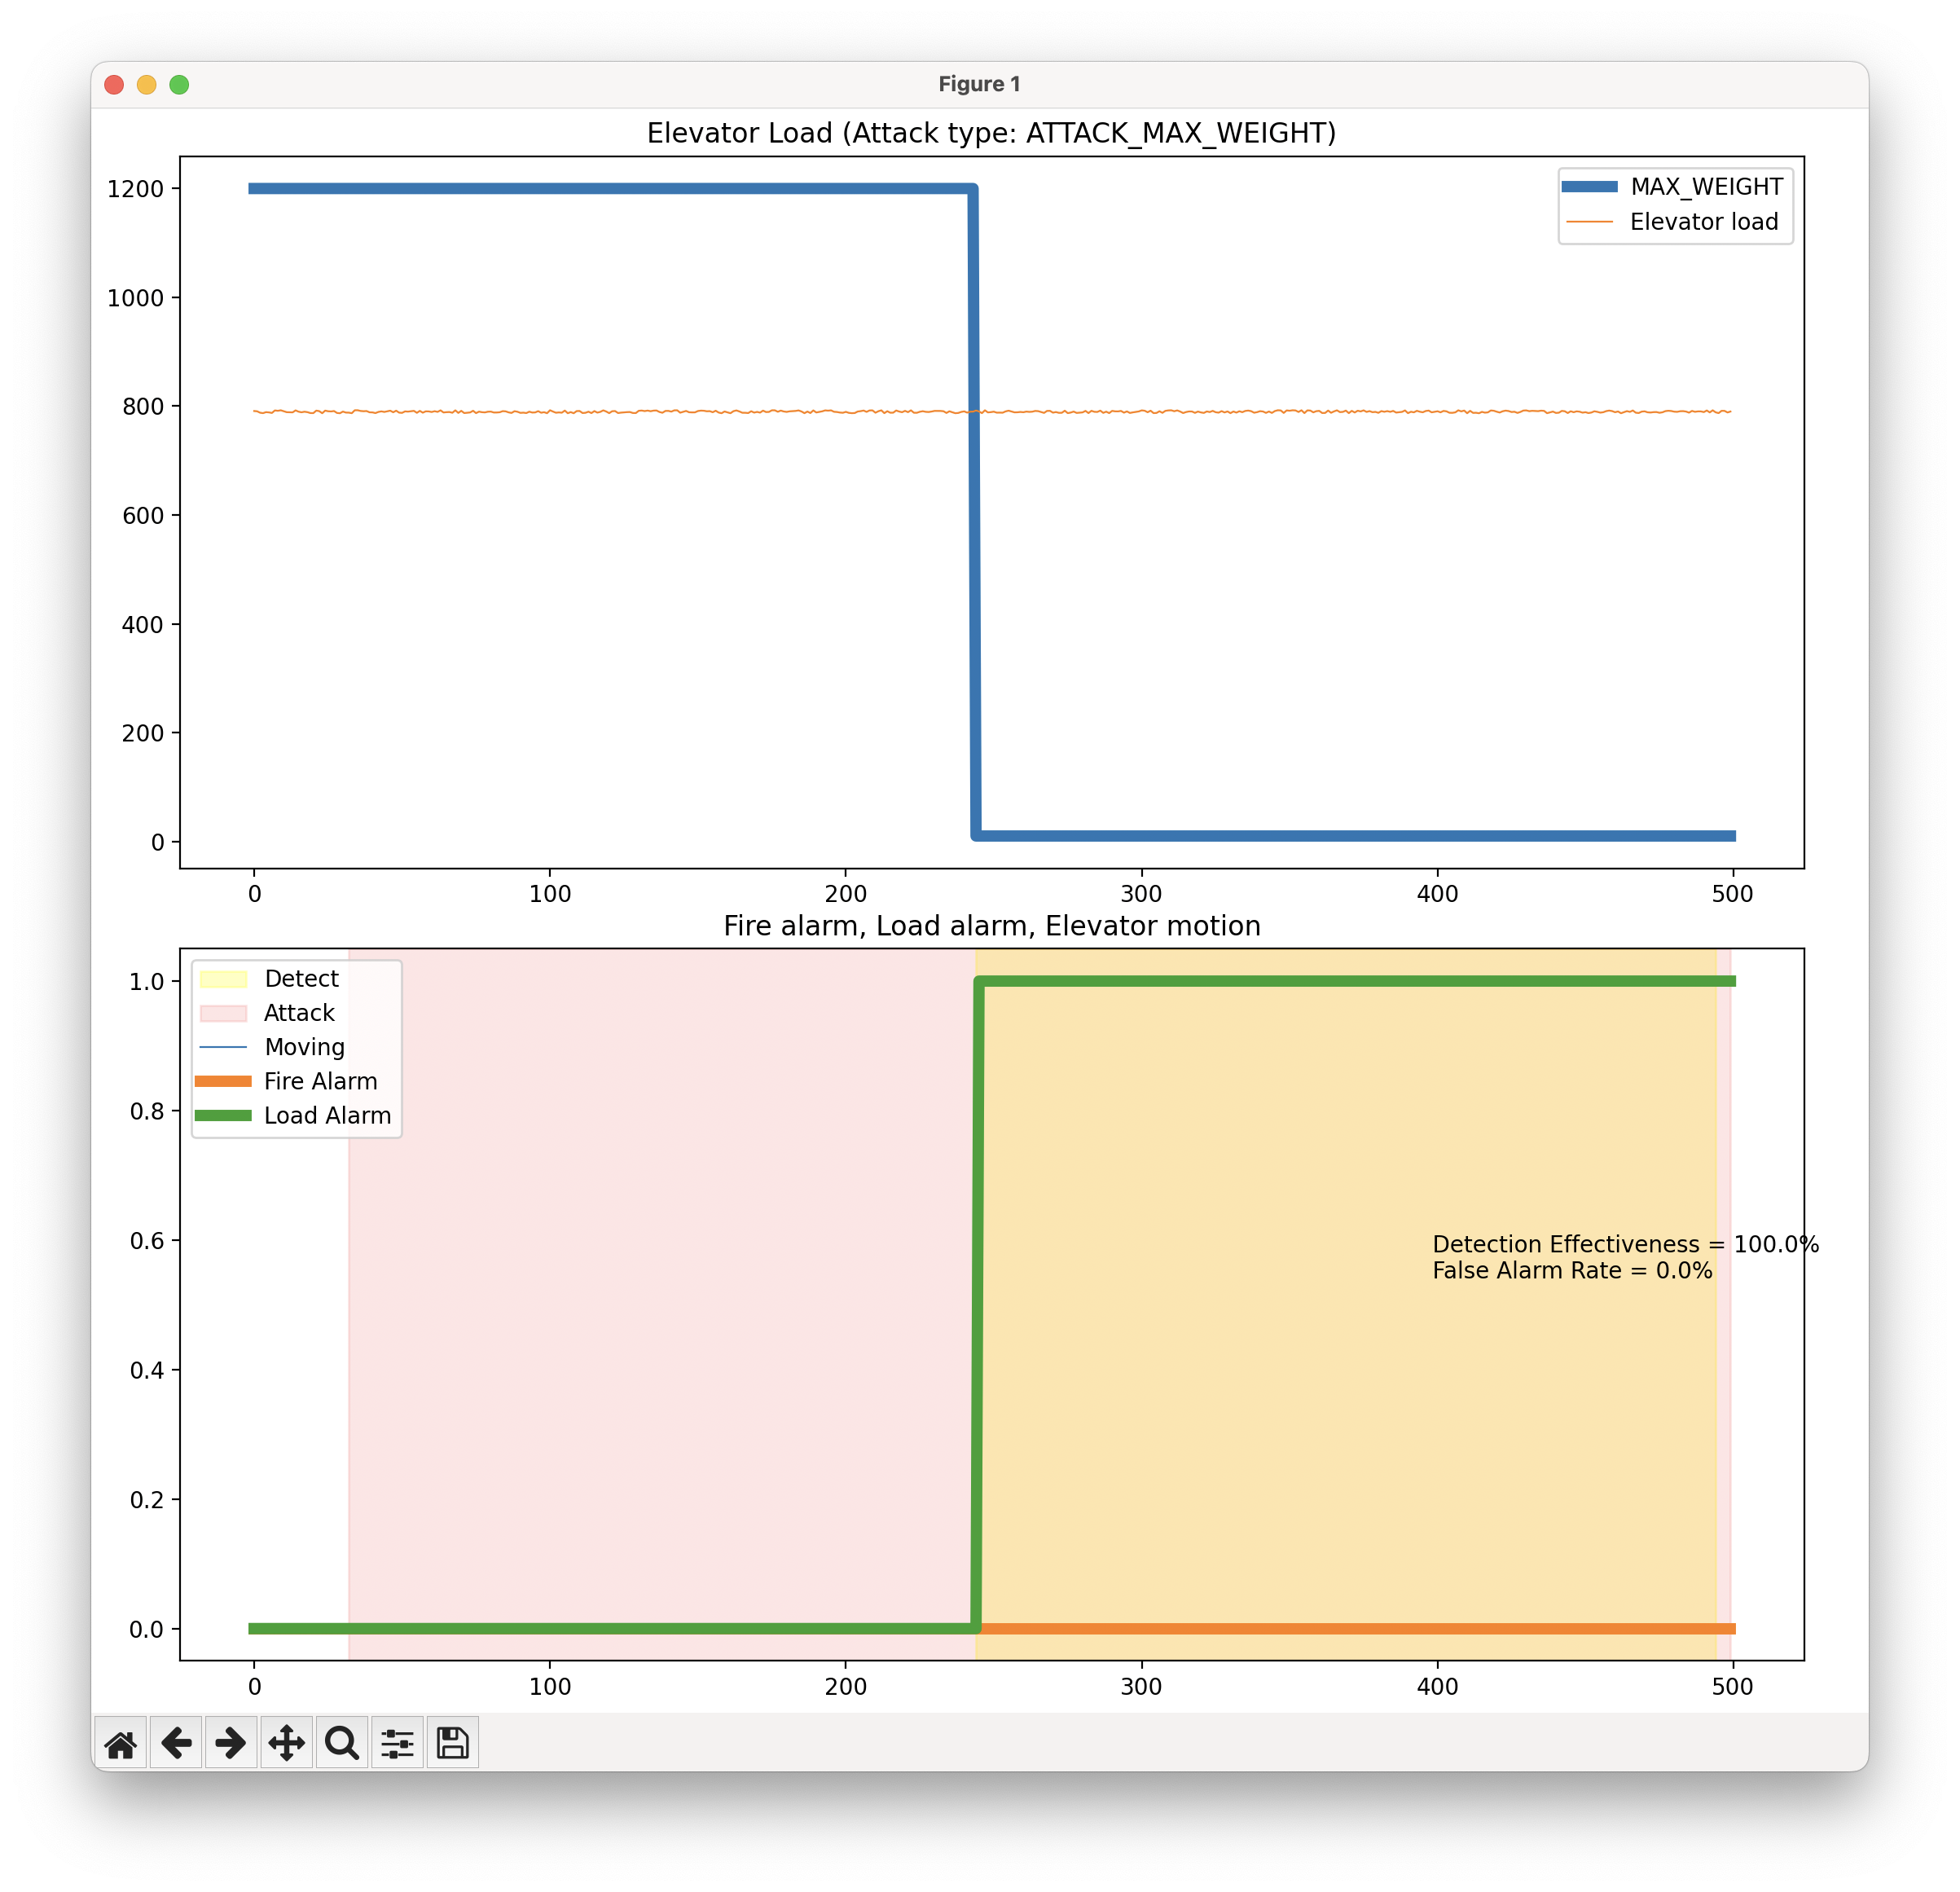 Figure 1
Elevator Load (Attack type: ATTACK_MAX_WEIGHT)
1200
1000
800
600
400
200
0
MAX_WEIGHT
Elevator load
0 100 200 300 400 500
Fire alarm, Load alarm, Elevator motion
1.0
0.8
0.6
0.4
0.2
0.0
Detect
Attack
Moving
Fire Alarm
Load Alarm
Detection Effectiveness = 100.0%
False Alarm Rate = 0.0%
0 100 200 300 400 500